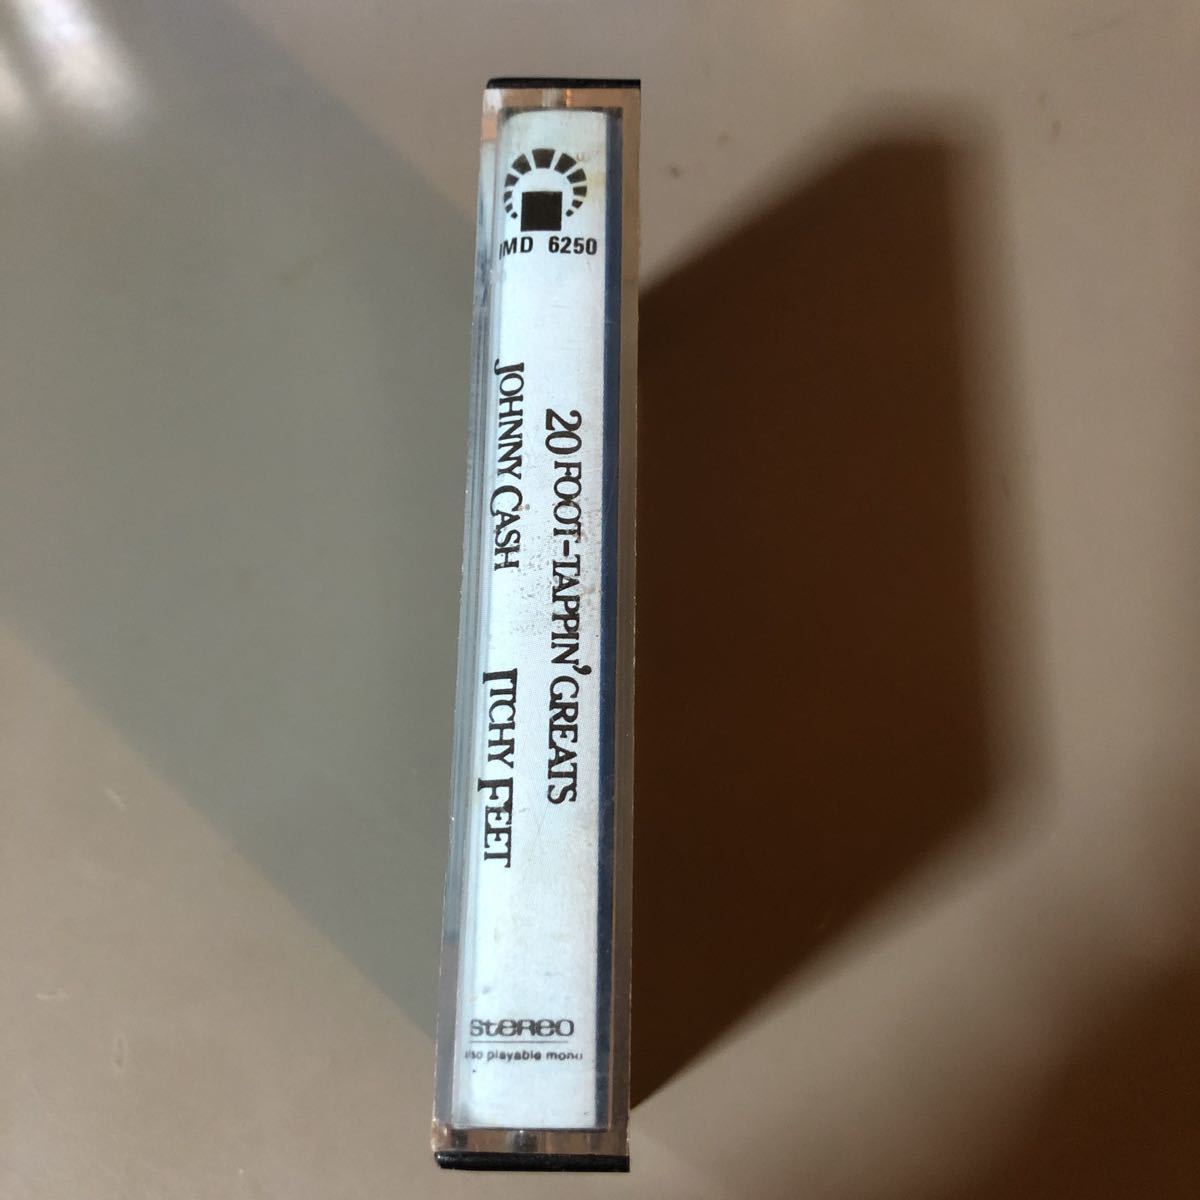 IMD 6250
20 FOOT-TAPPIN' GREATS
JOHNNY CASH ITCHY FEET
stereo
also playable mono